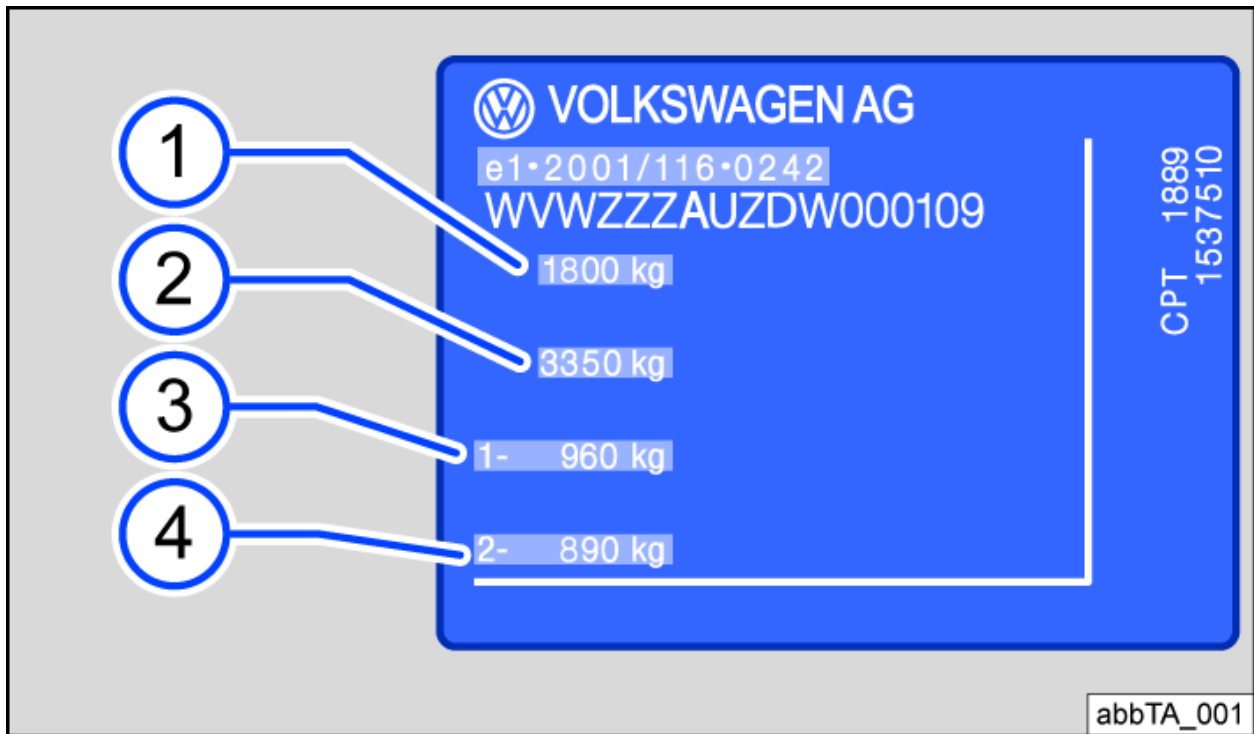 VOLKSWAGEN AG
e1•2001/116•0242
WVWZZZAUZDW000109
1
1800 kg
2
3350 kg
3
1- 960 kg
4
2- 890 kg
CPT 1889
1537510
abbTA_001